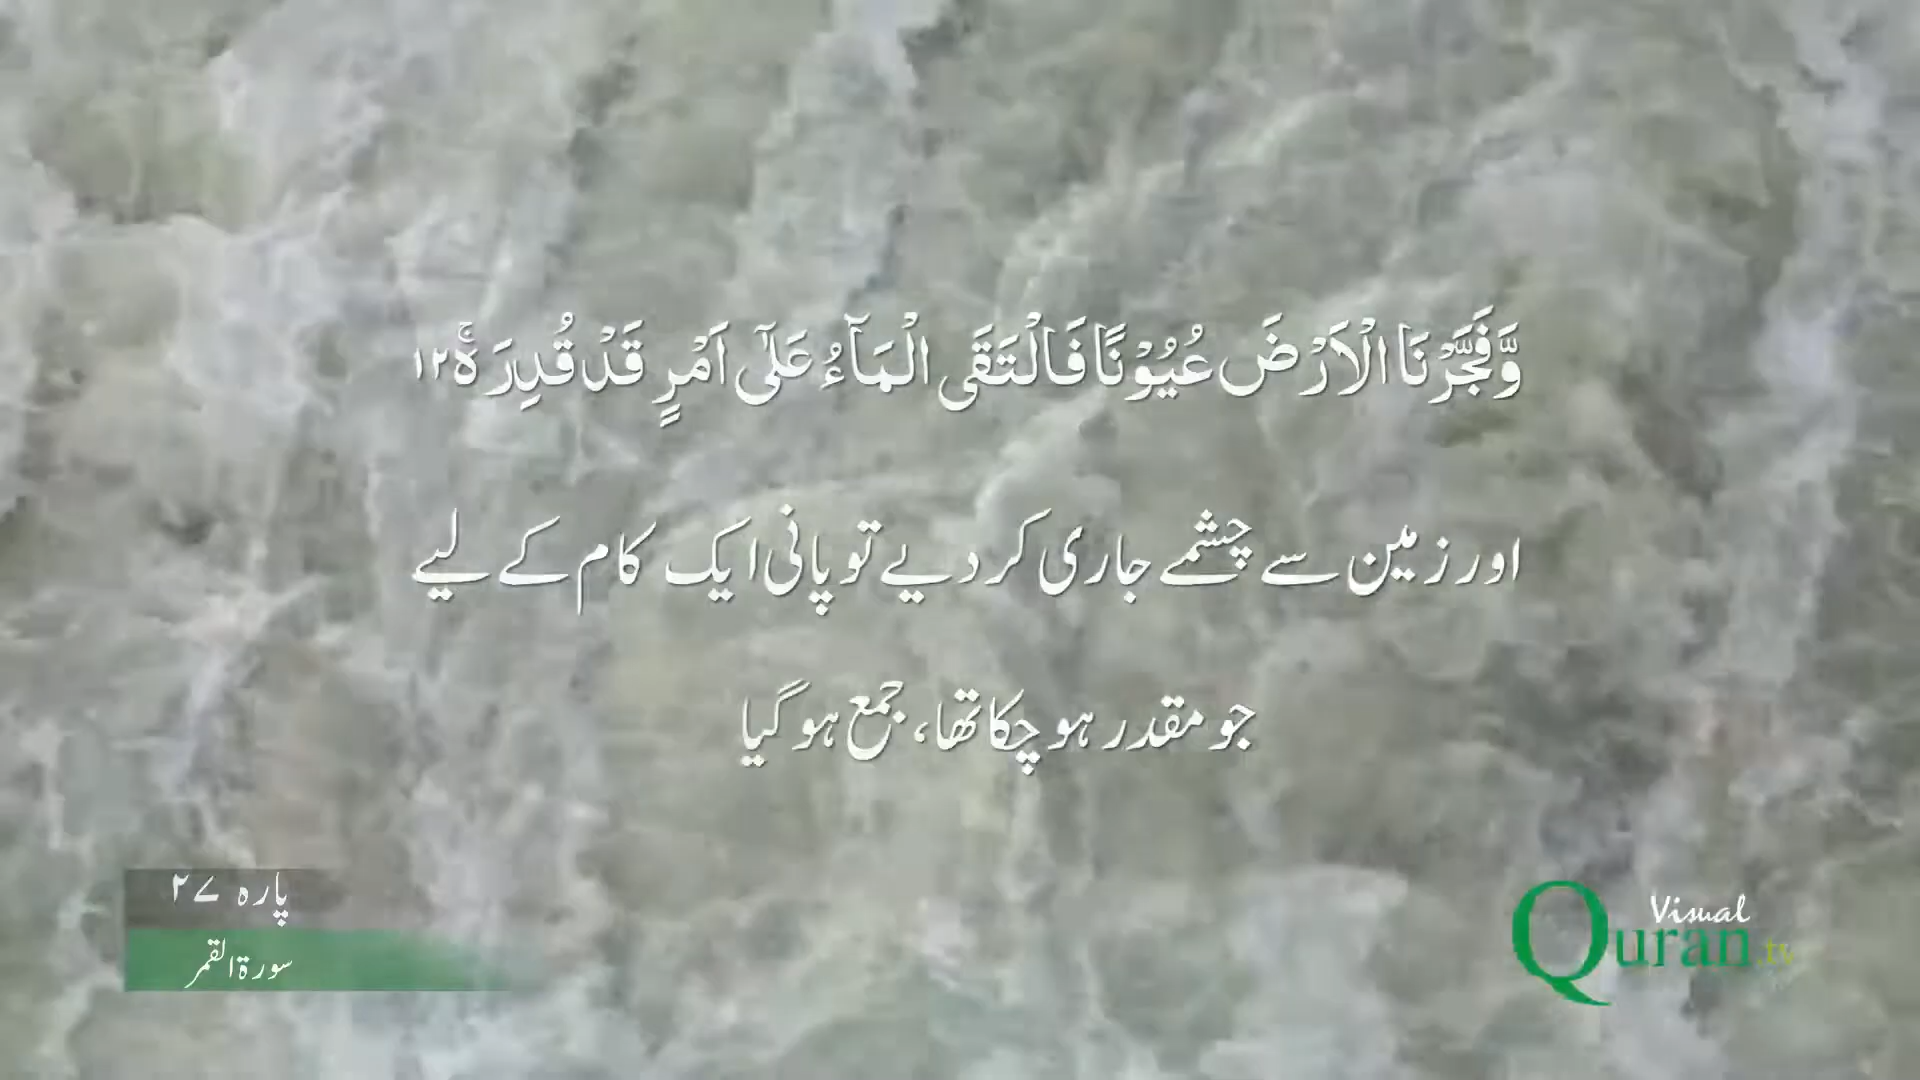 وَّفَجَّرْنَا الْاَرْضَ عُيُوْنًا فَالْتَقَى الْمَآءُ عَلٰٓى اَمْرٍ قَدْ قُدِرَ ۚ۱۲
اور زمین سے چشمے جاری کر دیے تو پانی ایک کام کے لیے
جو مقدر ہو چکا تھا، جمع ہو گیا
پارہ ۲۷
سورۃ القمر
Visual
Quran.tv